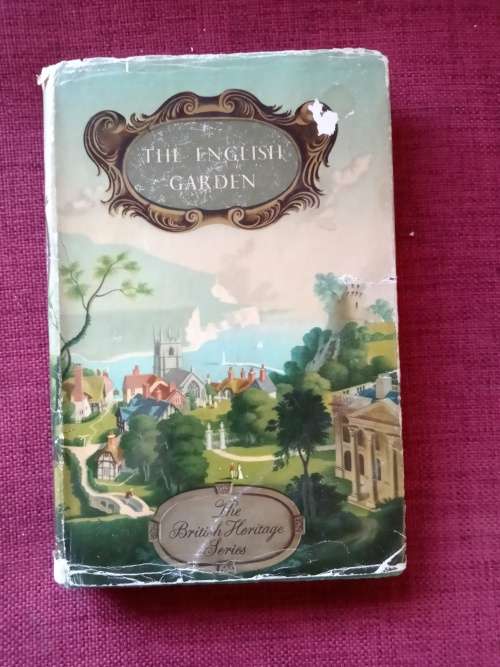 THE ENGLISH
GARDEN
The
British Heritage
Series